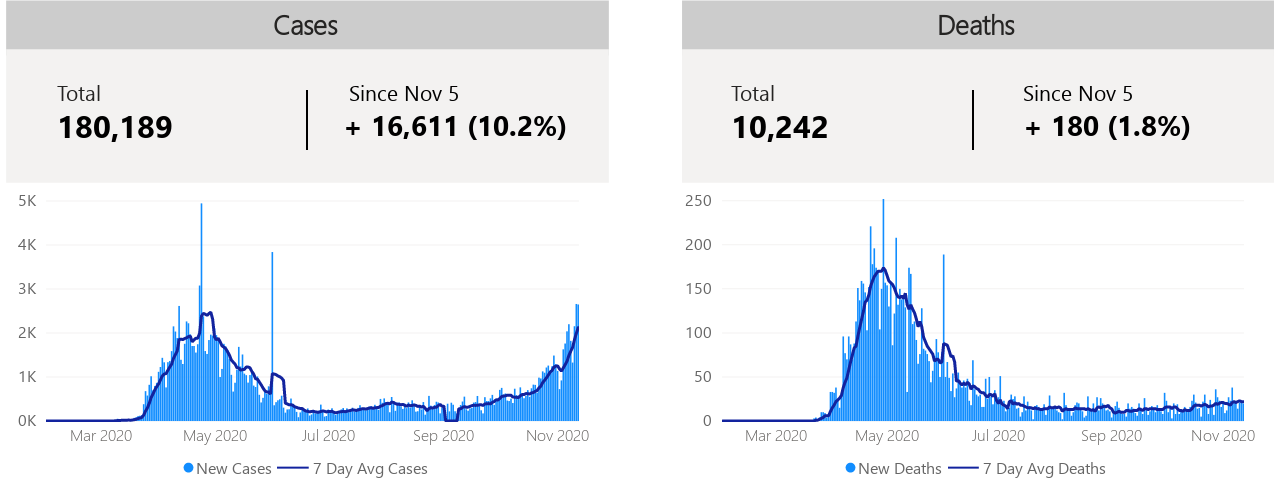 Cases
Total
180,189
Since Nov 5
+ 16,611 (10.2%)
5K
4K
3K
2K
1K
0K
Mar 2020 May 2020 Jul 2020 Sep 2020 Nov 2020
New Cases 7 Day Avg Cases
Deaths
Total
10,242
Since Nov 5
+ 180 (1.8%)
250
200
150
100
50
0
Mar 2020 May 2020 Jul 2020 Sep 2020 Nov 2020
New Deaths 7 Day Avg Deaths